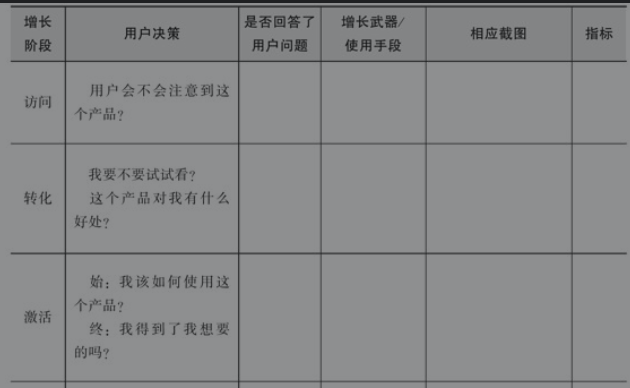 增长
阶段
用户决策
是否回答了
用户问题
增长武器/
使用手段
相应截图
指标
访问
用户会不会注意到这
个产品？
转化
我要不要试试看？
这个产品对我有什么
好处？
激活
始：我该如何使用这
个产品？
终：我得到了我想要
的吗？